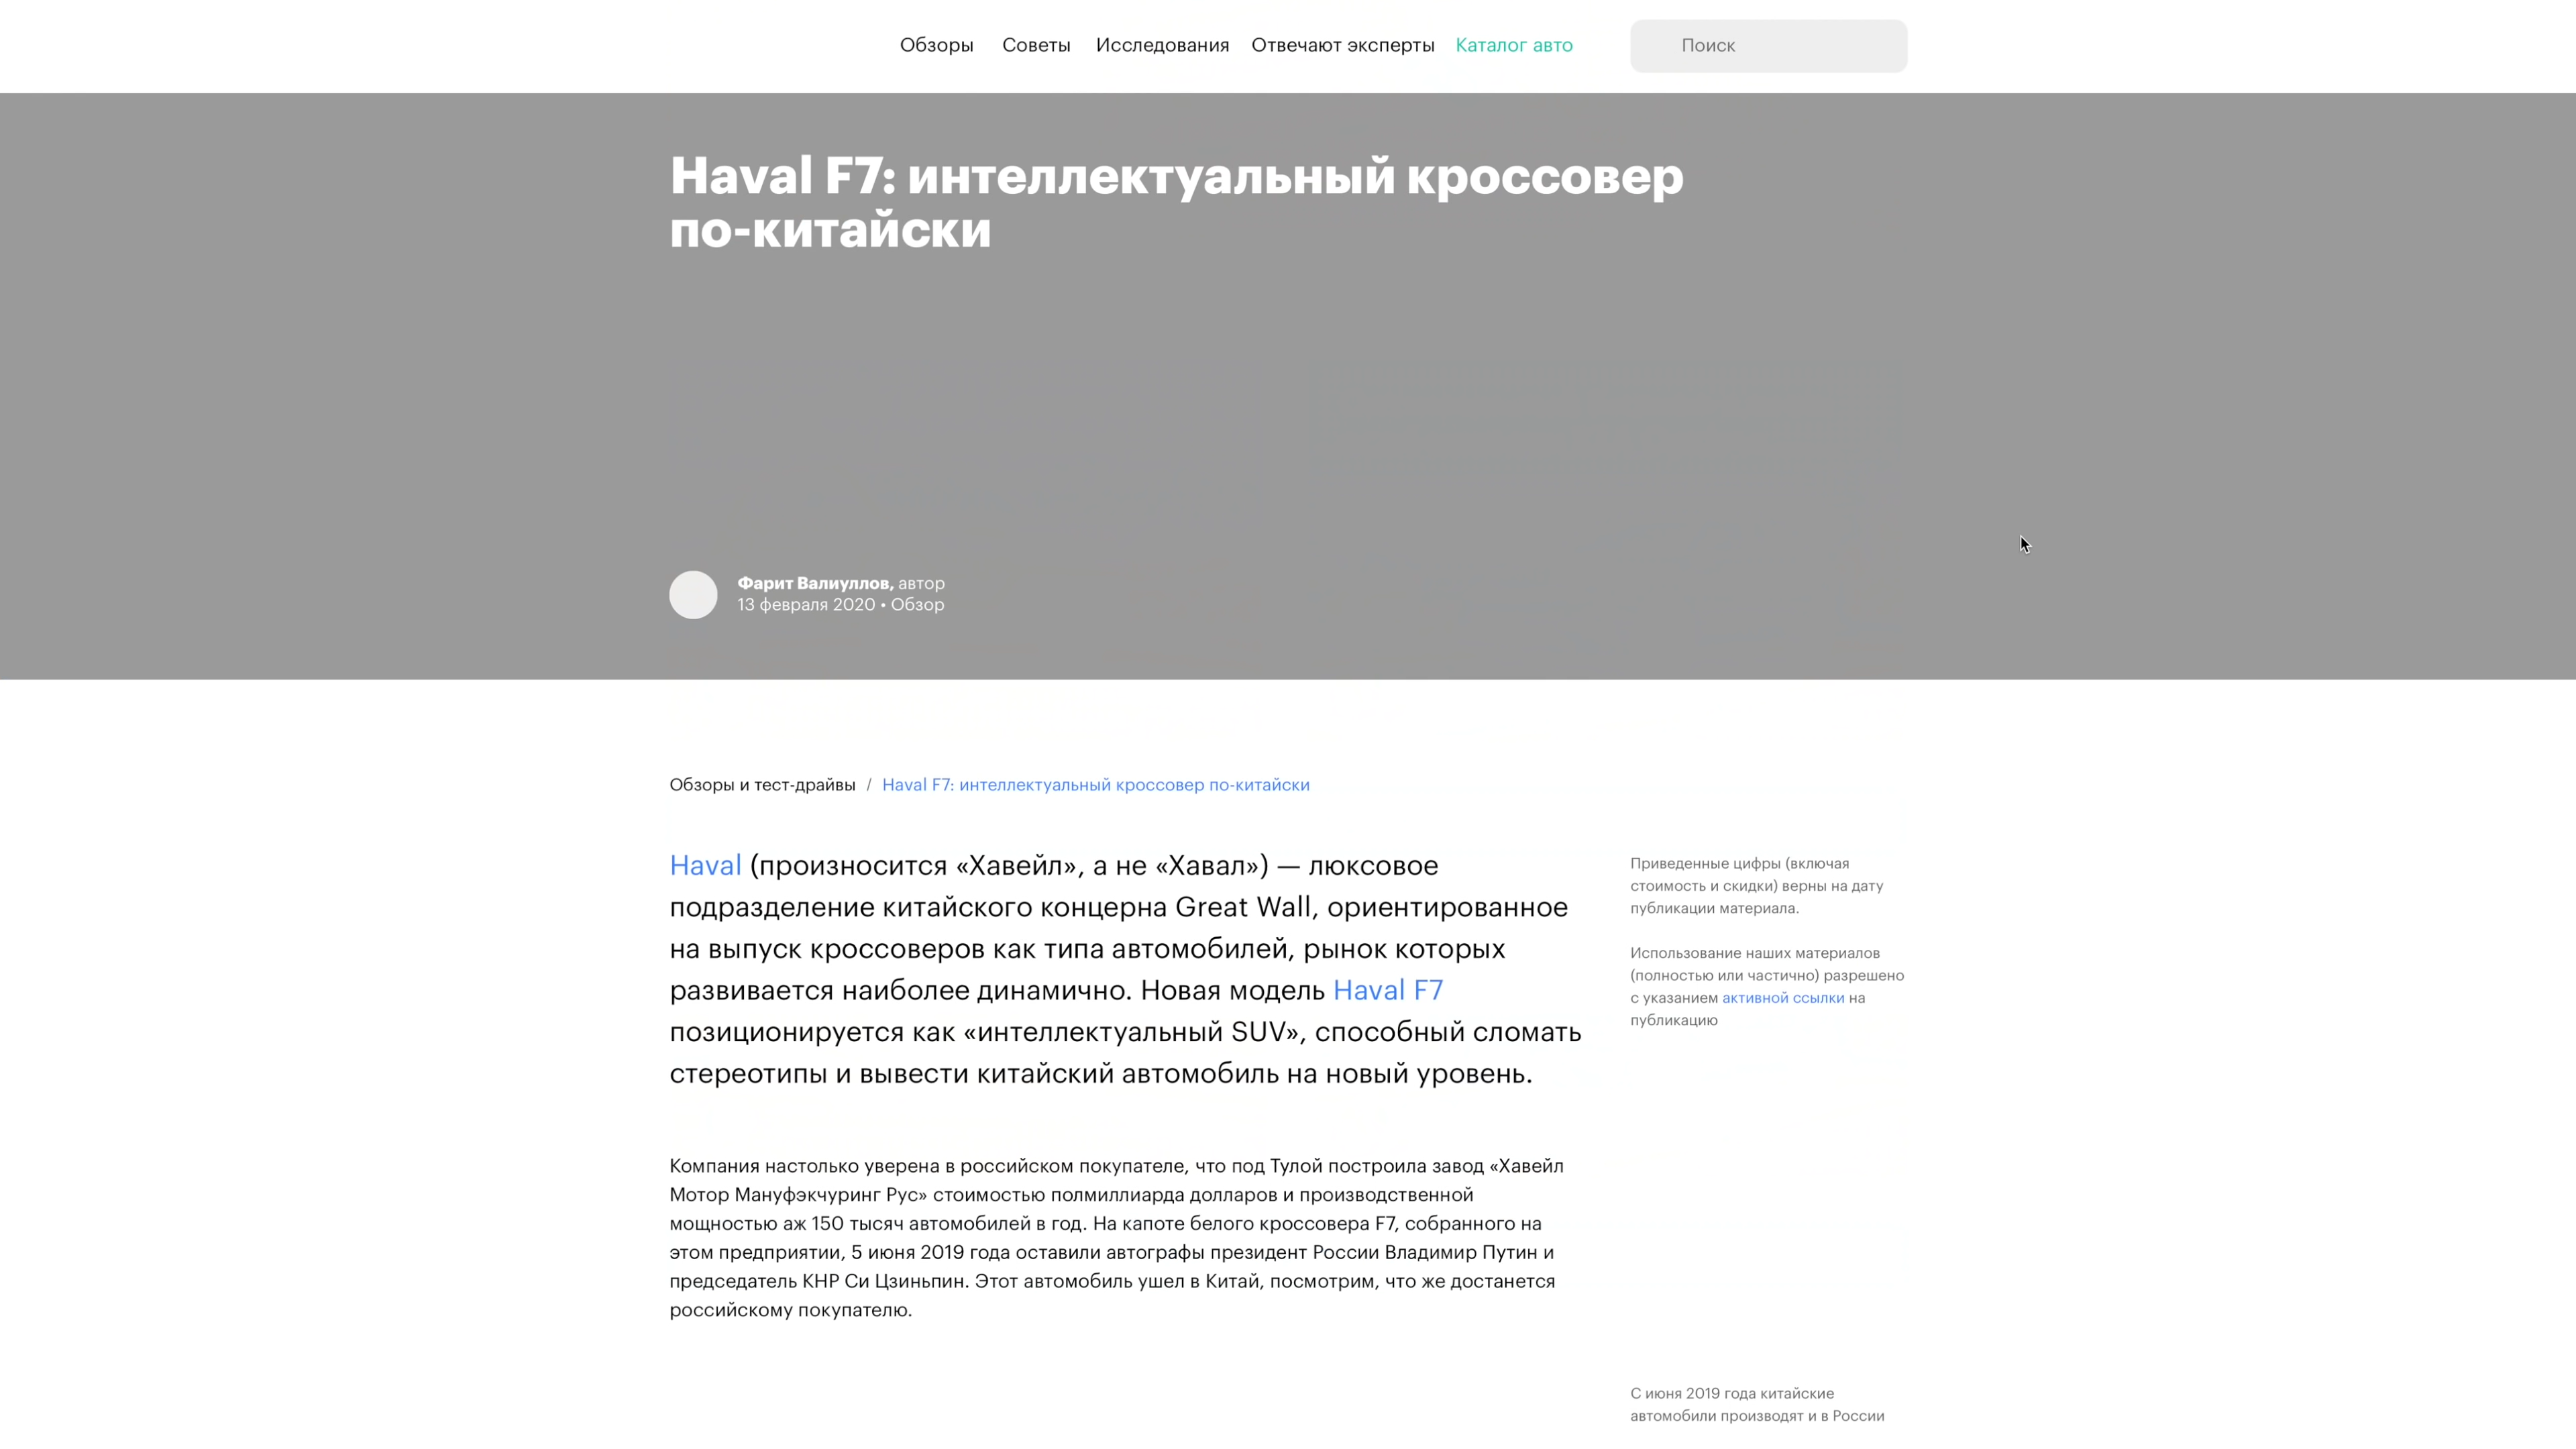 Обзоры Советы Исследования Отвечают эксперты Каталог авто Поиск
Haval F7: интеллектуальный кроссовер
по-китайски
Фарит Валиуллов, автор
13 февраля 2020 • Обзор
Обзоры и тест-драйвы / Haval F7: интеллектуальный кроссовер по-китайски
Haval (произносится «Хавейл», а не «Хавал») — люксовое
подразделение китайского концерна Great Wall, ориентированное
на выпуск кроссоверов как типа автомобилей, рынок которых
развивается наиболее динамично. Новая модель Haval F7
позиционируется как «интеллектуальный SUV», способный сломать
стереотипы и вывести китайский автомобиль на новый уровень.
Приведенные цифры (включая
стоимость и скидки) верны на дату
публикации материала.
Использование наших материалов
(полностью или частично) разрешено
с указанием активной ссылки на
публикацию
Компания настолько уверена в российском покупателе, что под Тулой построила завод «Хавейл
Мотор Мануфэкчуринг Рус» стоимостью полмиллиарда долларов и производственной
мощностью аж 150 тысяч автомобилей в год. На капоте белого кроссовера F7, собранного на
этом предприятии, 5 июня 2019 года оставили автографы президент России Владимир Путин и
председатель КНР Си Цзиньпин. Этот автомобиль ушел в Китай, посмотрим, что же достанется
российскому покупателю.
С июня 2019 года китайские
автомобили производят и в России